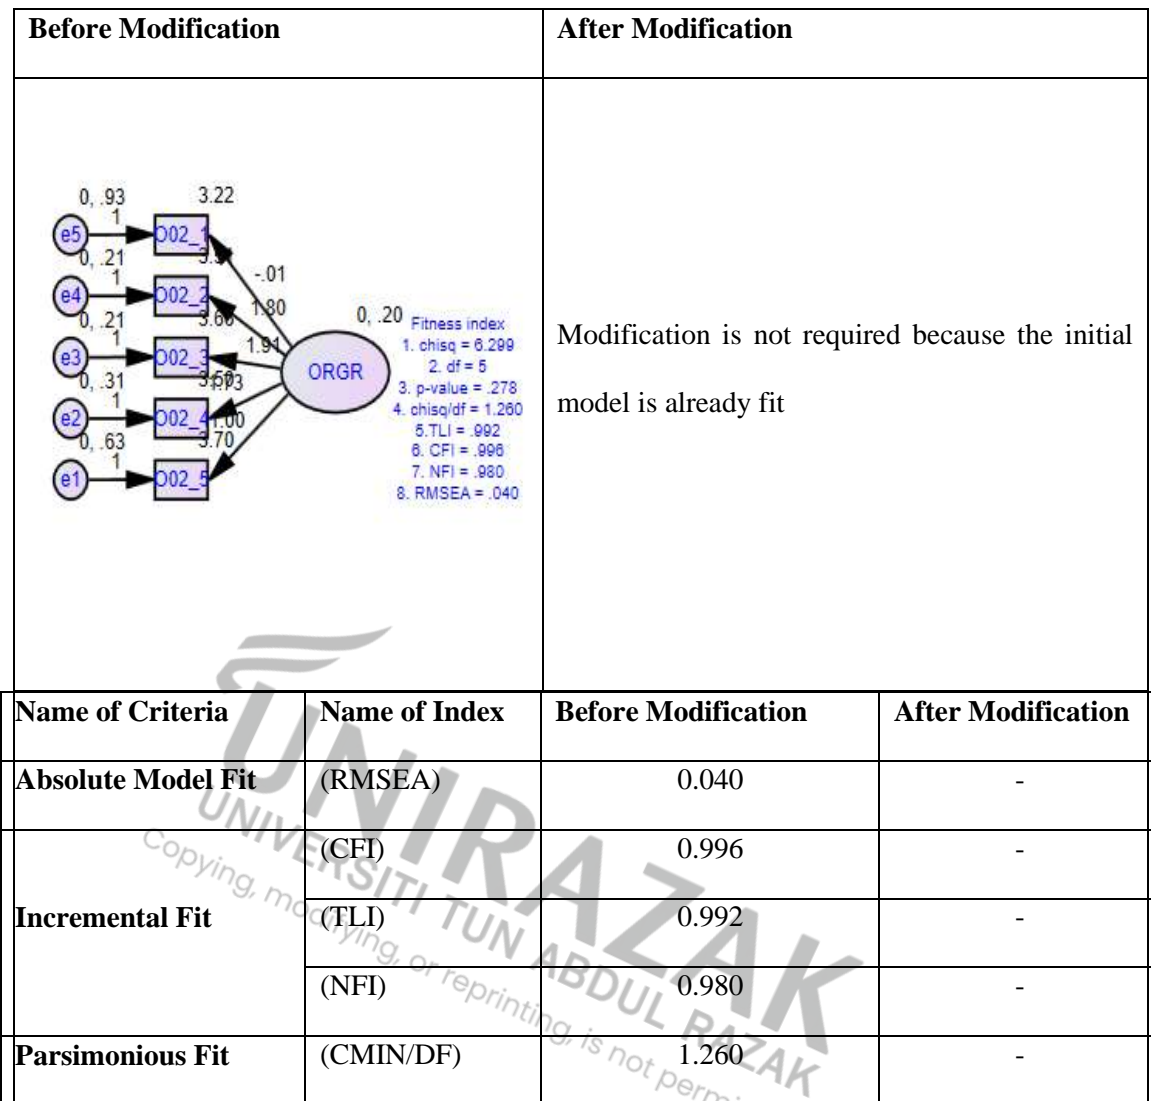 Before Modification
After Modification
0, .93
3.22
1
e5
O02_1
0, .21
1
e4
O02_2
-.01
0, .21
1
e3
O02_3
1.80
1.91
0, .31
1
e2
O02_4
1.00
0, .63
3.70
1
e1
O02_5
0, .20
ORGR
Fitness index
1. chisq = 6.299
2. df = 5
3. p-value = .278
4. chisq/df = 1.260
5.TLI = .992
6. CFI = .996
7. NFI = .980
8. RMSEA = .040
Modification is not required because the initial
model is already fit
Name of Criteria
Name of Index
Before Modification
After Modification
Absolute Model Fit
(RMSEA)
0.040
-
Incremental Fit
(CFI)
0.996
-
(TLI)
0.992
-
(NFI)
0.980
-
Parsimonious Fit
(CMIN/DF)
1.260
-
UNIRAZAK
UNIVERSITI TUN ABDUL RAZAK
Copying, modifying, or reprinting, is not